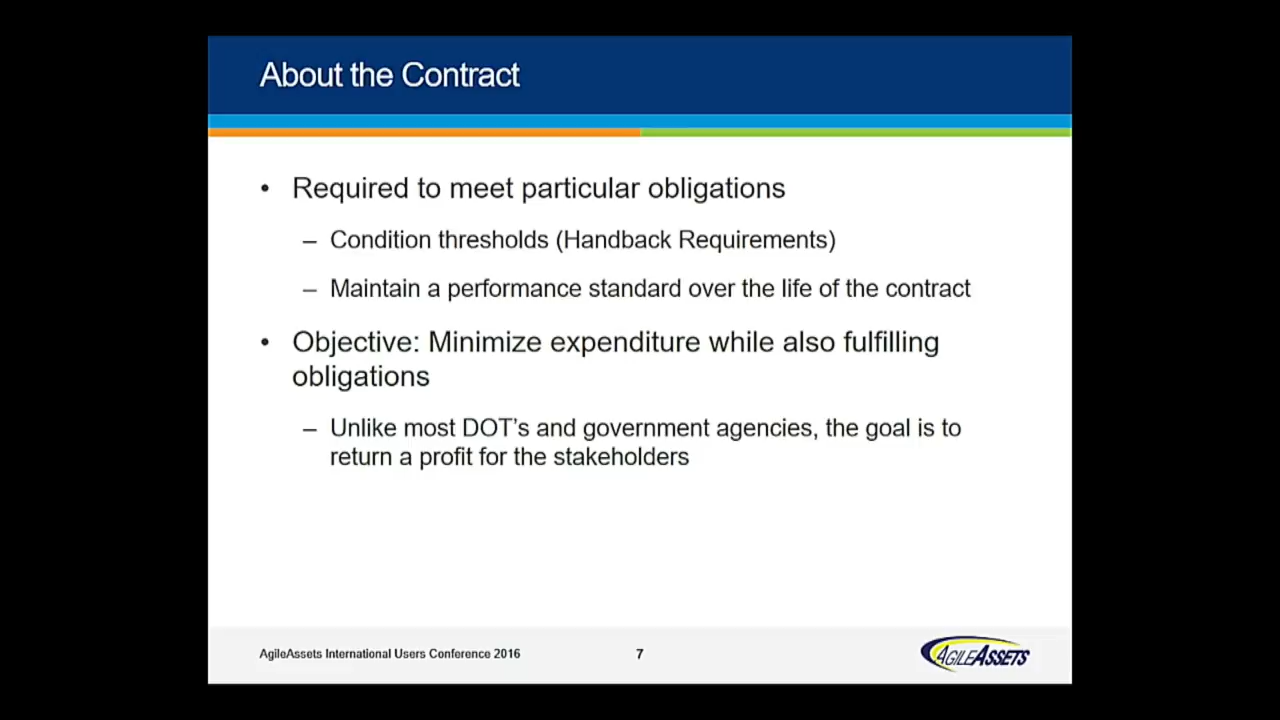 About the Contract
• Required to meet particular obligations
– Condition thresholds (Handback Requirements)
– Maintain a performance standard over the life of the contract
• Objective: Minimize expenditure while also fulfilling
obligations
– Unlike most DOT's and government agencies, the goal is to
return a profit for the stakeholders
AgileAssets International Users Conference 2016
7
AGILEASSETS